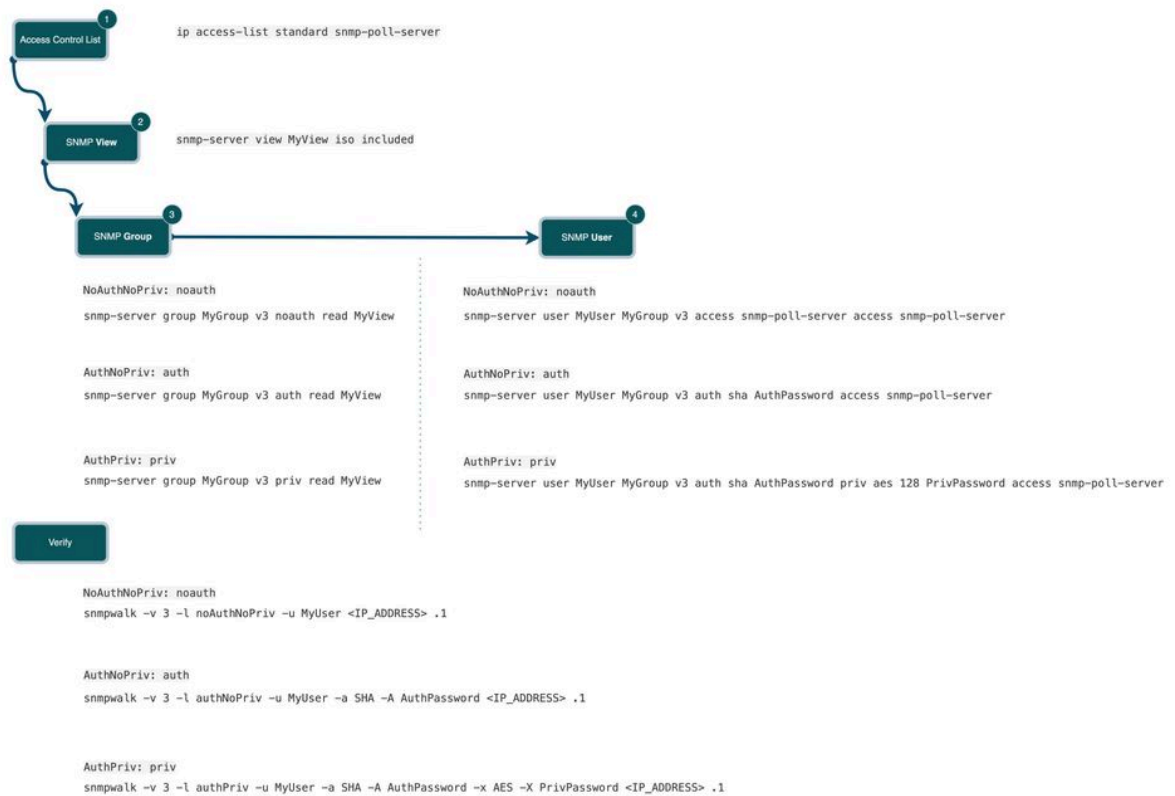 1
Access Control List
ip access-list standard snmp-poll-server
2
SNMP View
snmp-server view MyView iso included
3
SNMP Group
4
SNMP User
NoAuthNoPriv: noauth
snmp-server group MyGroup v3 noauth read MyView
NoAuthNoPriv: noauth
snmp-server user MyUser MyGroup v3 access snmp-poll-server access snmp-poll-server
AuthNoPriv: auth
snmp-server group MyGroup v3 auth read MyView
AuthNoPriv: auth
snmp-server user MyUser MyGroup v3 auth sha AuthPassword access snmp-poll-server
AuthPriv: priv
snmp-server group MyGroup v3 priv read MyView
AuthPriv: priv
snmp-server user MyUser MyGroup v3 auth sha AuthPassword priv aes 128 PrivPassword access snmp-poll-server
Verify
NoAuthNoPriv: noauth
snmpwalk -v 3 -l noAuthNoPriv -u MyUser <IP_ADDRESS> .1
AuthNoPriv: auth
snmpwalk -v 3 -l authNoPriv -u MyUser -a SHA -A AuthPassword <IP_ADDRESS> .1
AuthPriv: priv
snmpwalk -v 3 -l authPriv -u MyUser -a SHA -A AuthPassword -x AES -X PrivPassword <IP_ADDRESS> .1